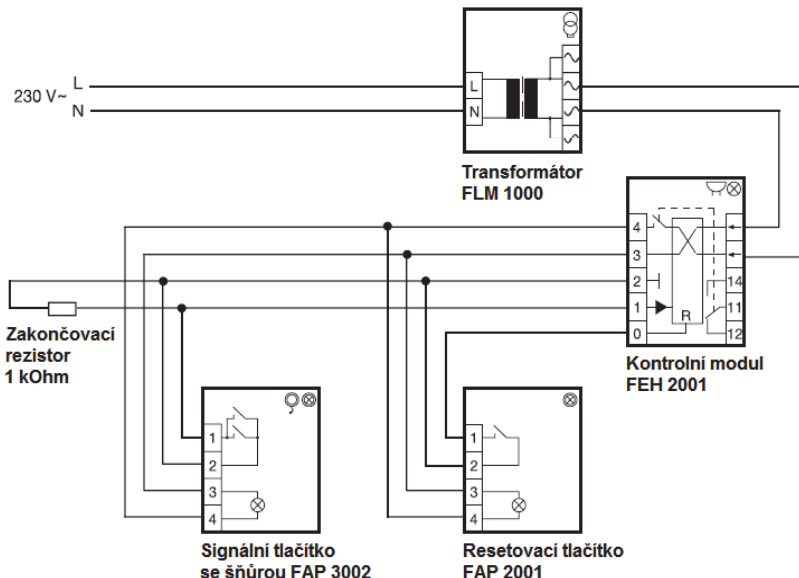 L
230 V~
N
L
N
Transformátor
FLM 1000
4
3
2
1
0
R
14
11
12
Kontrolní modul
FEH 2001
Zakončovací
rezistor
1 kOhm
1
2
3
4
Signální tlačítko
se šňůrou FAP 3002
1
2
3
4
Resetovací tlačítko
FAP 2001